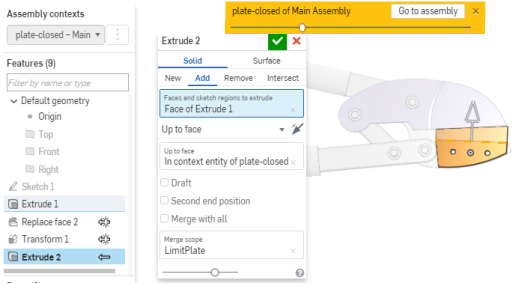 Assembly contexts
plate-closed – Main
Features (9)
Filter by name or type
Default geometry
Origin
Top
Front
Right
Sketch 1
Extrude 1
Replace face 2
Transform 1
Extrude 2
plate-closed of Main Assembly
Go to assembly
Extrude 2
Solid Surface
New Add Remove Intersect
Faces and sketch regions to extrude
Face of Extrude 1
Up to face
Up to face
In context entity of plate-closed
Draft
Second end position
Merge with all
Merge scope
LimitPlate